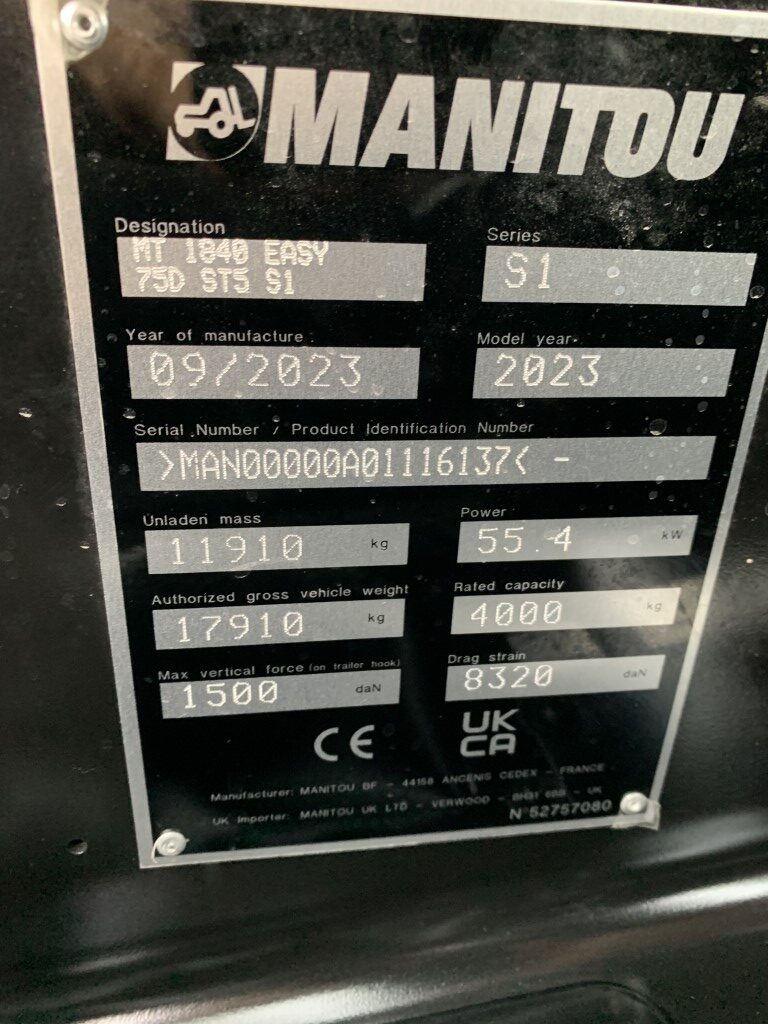 MANITOU
Designation
MT 1840 EASY
75D ST5 S1
Series
S1
Year of manufacture
09/2023
Model year
2023
Serial Number / Product Identification Number
>MAN00000A01116137< -
Unladen mass
11910 kg
Power
55.4 kW
Authorized gross vehicle weight
17910 kg
Rated capacity
4000 kg
Max vertical force (on trailer hook)
1500 daN
Drag strain
8320 daN
CE
UK
CA
Manufacturer: MANITOU BF - 44158 ANCENIS CEDEX - FRANCE
UK Importer: MANITOU UK LTD - VERWOOD - BH31 - UK
N°52757080